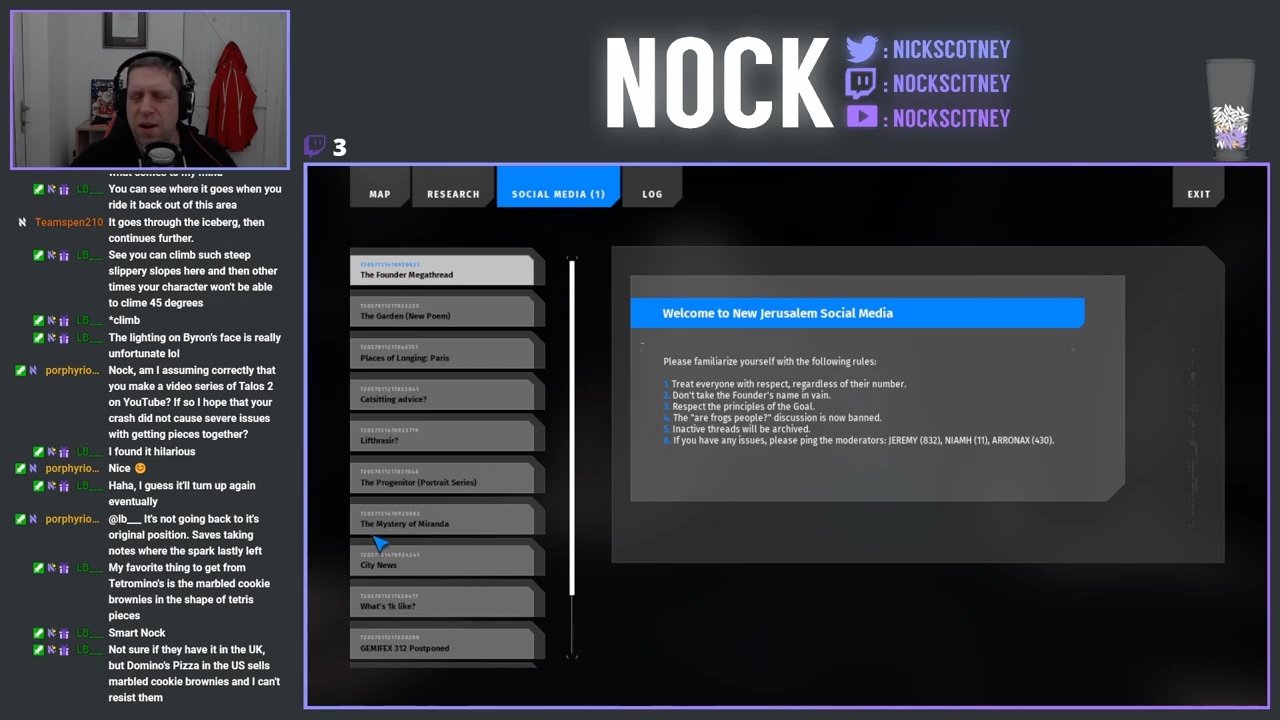 NOCK
: NICKSCOTNEY
: NOCKSCITNEY
: NOCKSCITNEY
3
what comes to my mind
LB__ You can see where it goes when you
ride it back out of this area
Teamspen210 It goes through the iceberg, then
continues further.
LB__ See you can climb such steep
slippery slopes here and then other
times your character won't be able
to clime 45 degrees
LB__ *climb
LB__ The lighting on Byron's face is really
unfortunate lol
porphyrio... Nock, am I assuming correctly that
you make a video series of Talos 2
on YouTube? If so I hope that your
crash did not cause severe issues
with getting pieces together?
LB__ I found it hilarious
porphyrio... Nice
LB__ Haha, I guess it'll turn up again
eventually
porphyrio... @lb___ It's not going back to it's
original position. Saves taking
notes where the spark lastly left
LB__ My favorite thing to get from
Tetromino's is the marbled cookie
brownies in the shape of tetris
pieces
LB__ Smart Nock
LB__ Not sure if they have it in the UK,
but Domino's Pizza in the US sells
marbled cookie brownies and I can't
resist them
MAP
RESEARCH
SOCIAL MEDIA (1)
LOG
EXIT
The Founder Megathread
The Garden (New Poem)
Places of Longing: Paris
Catsitting advice?
Lifthrasir?
The Progenitor (Portrait Series)
The Mystery of Miranda
City News
What's 1k like?
GEMIFEX 312 Postponed
Welcome to New Jerusalem Social Media
Please familiarize yourself with the following rules:
1. Treat everyone with respect, regardless of their number.
2. Don't take the Founder's name in vain.
3. Respect the principles of the Goal.
4. The "are frogs people?" discussion is now banned.
5. Inactive threads will be archived.
6. If you have any issues, please ping the moderators: JEREMY (832), NIAMH (11), ARRONAX (430).